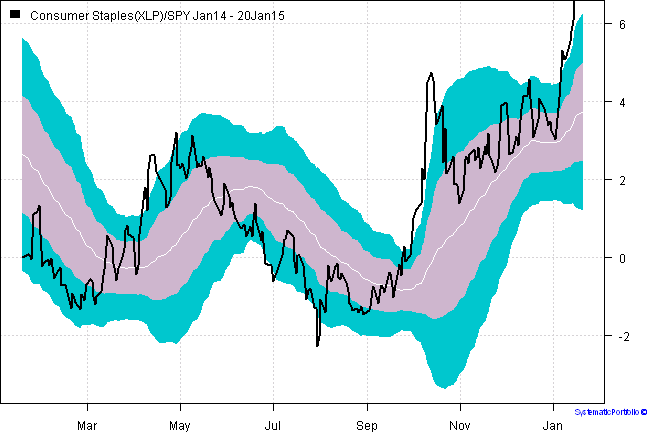 Consumer Staples(XLP)/SPY Jan14 - 20Jan15
6
4
2
0
-2
Mar May Jul Sep Nov Jan
SystematicPortfolio ©